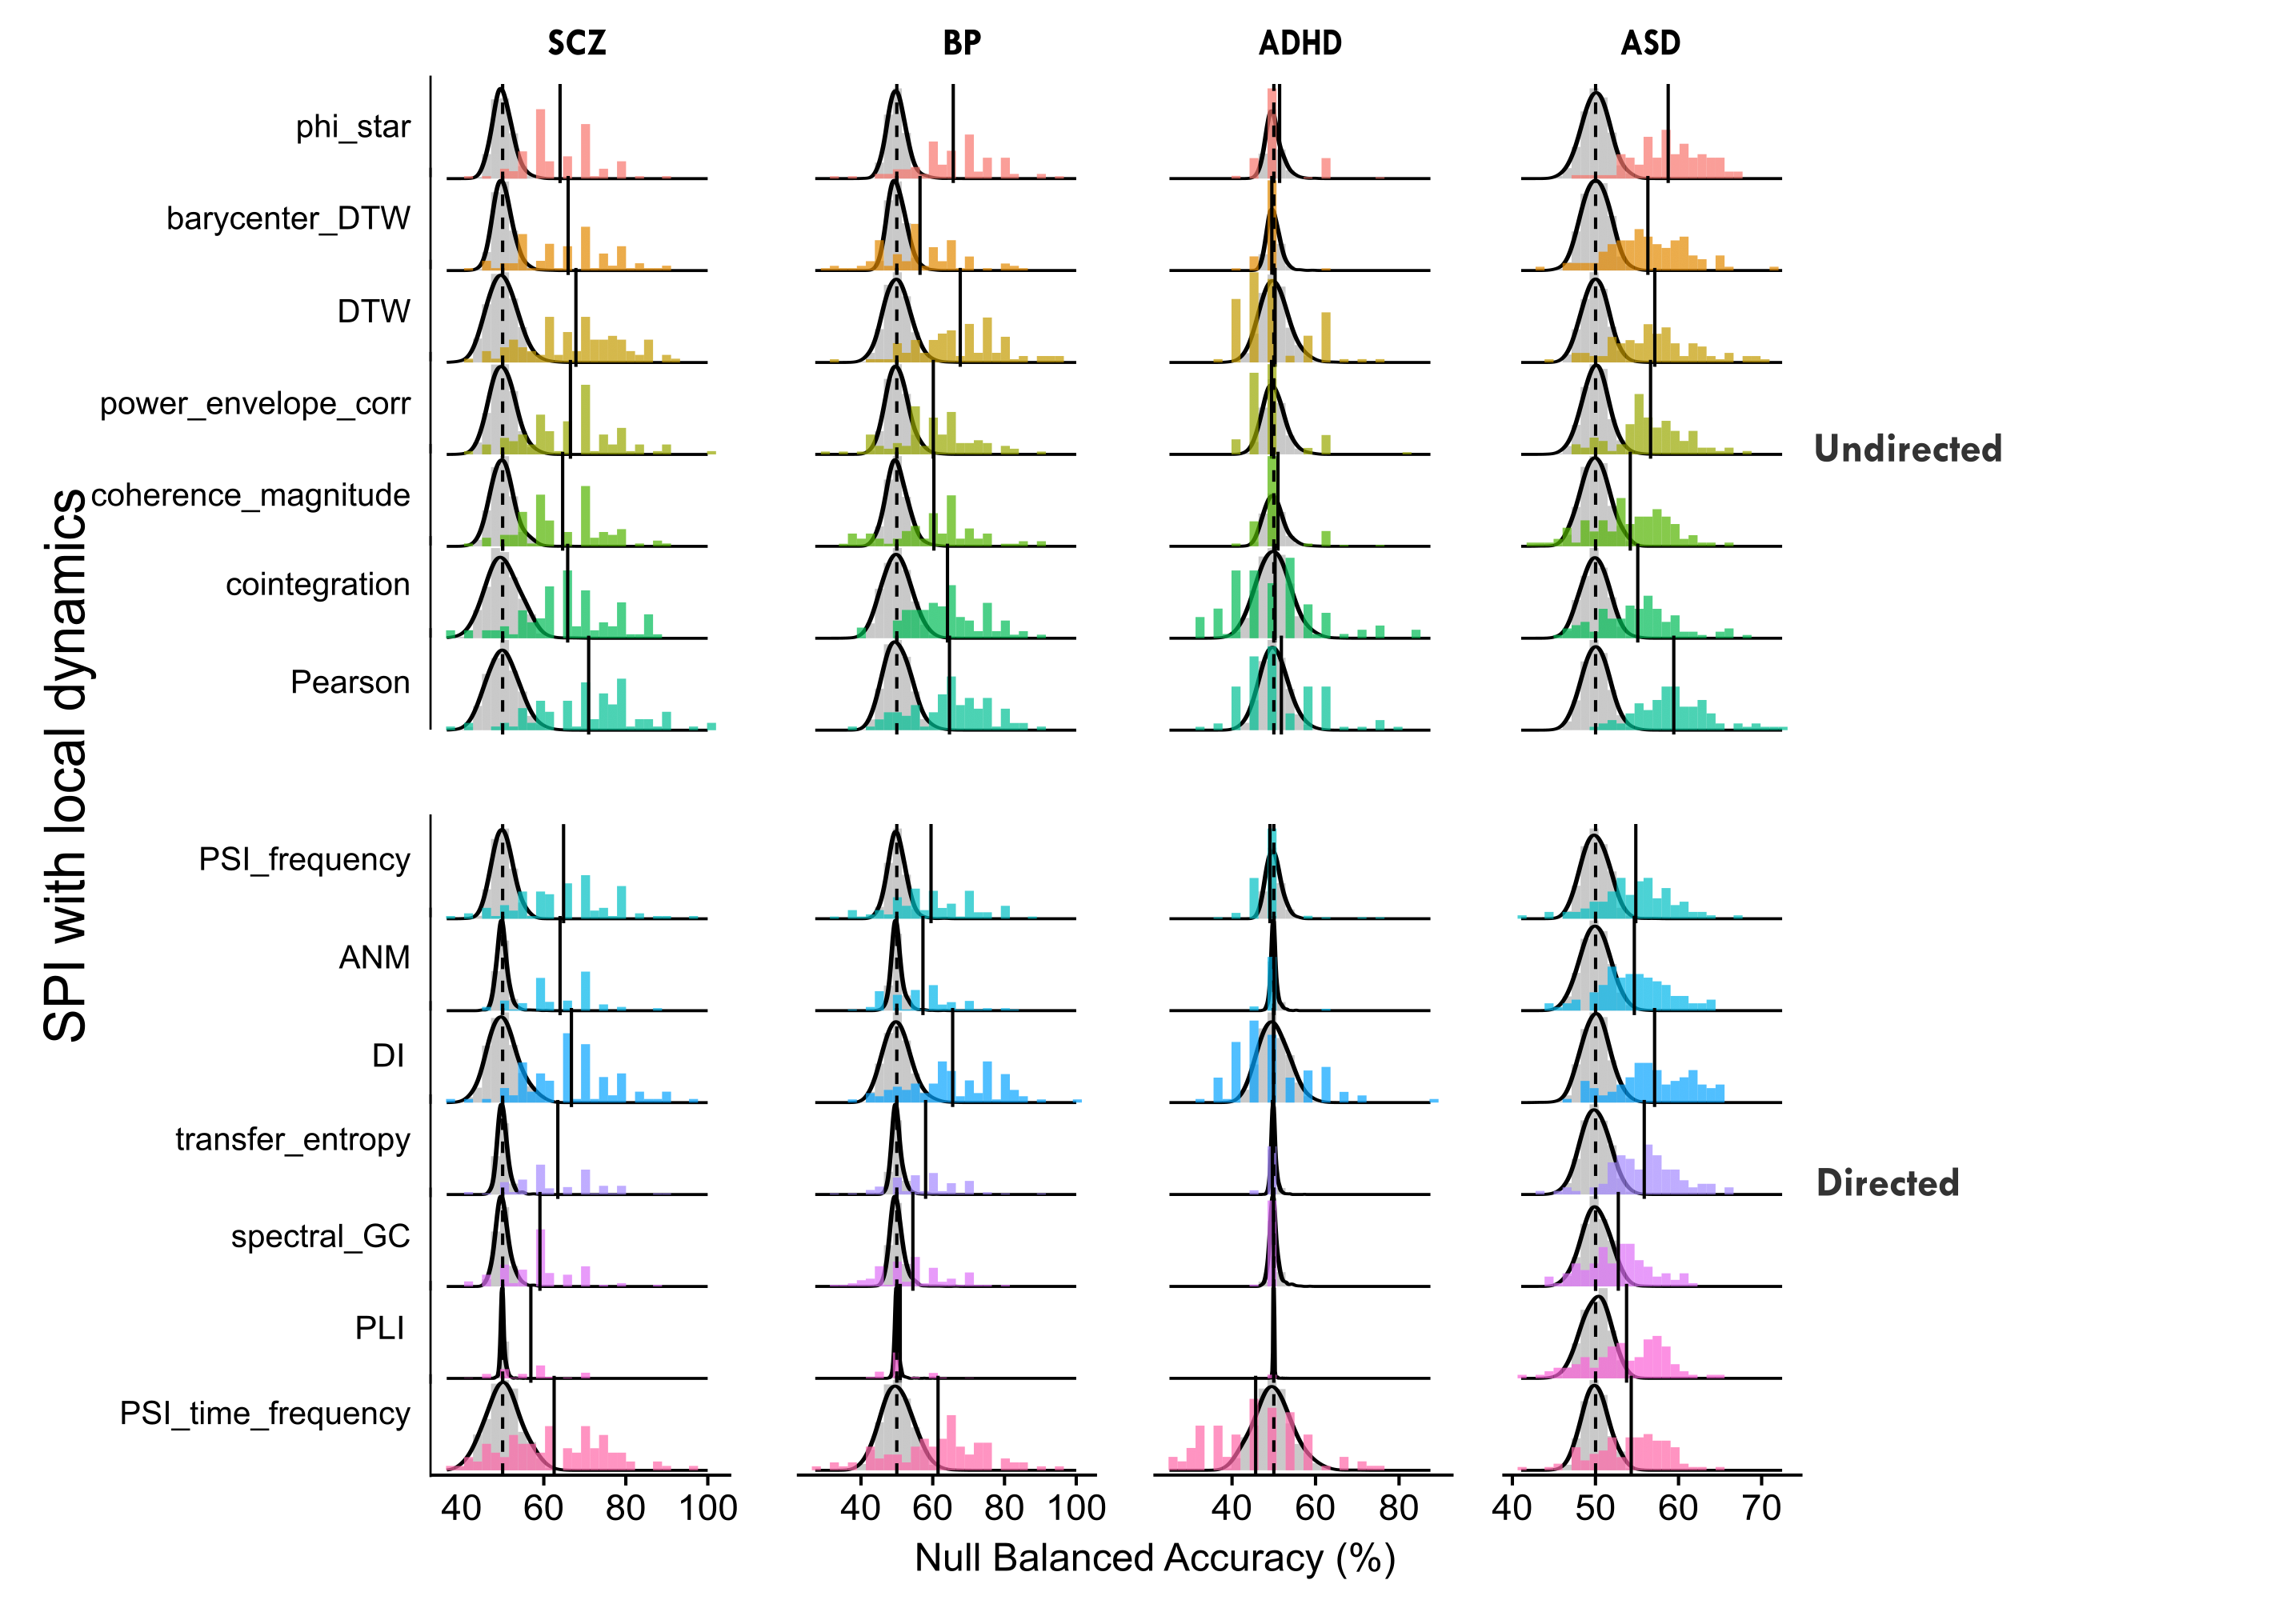 SCZ BP ADHD ASD
phi_star
barycenter_DTW
DTW
power_envelope_corr
Undirected
coherence_magnitude
cointegration
Pearson
SPI with local dynamics
PSI_frequency
ANM
DI
transfer_entropy
Directed
spectral_GC
PLI
PSI_time_frequency
40 60 80 100 40 60 80 100 40 60 80 40 50 60 70
Null Balanced Accuracy (%)